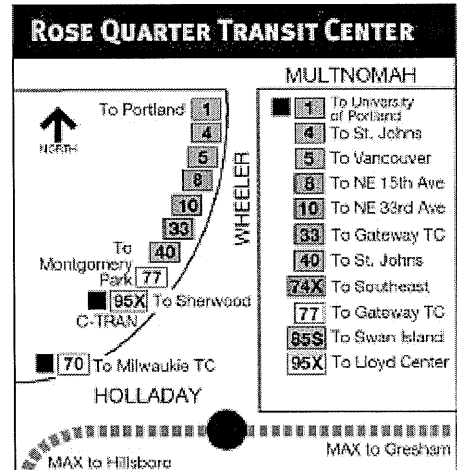 ROSE QUARTER TRANSIT CENTER
MULTNOMAH
NORTH
To Portland 1
4
5
8
10
33
To
Montgomery
Park
40
77
95X To Sherwood
C-TRAN
70 To Milwaukie TC
WHEELER
1 To University
of Portland
4 To St. Johns
5 To Vancouver
8 To NE 15th Ave
10 To NE 33rd Ave
33 To Gateway TC
40 To St. Johns
74X To Southeast
77 To Gateway TC
85S To Swan Island
95X To Lloyd Center
HOLLADAY
MAX to Hillsboro
MAX to Gresham